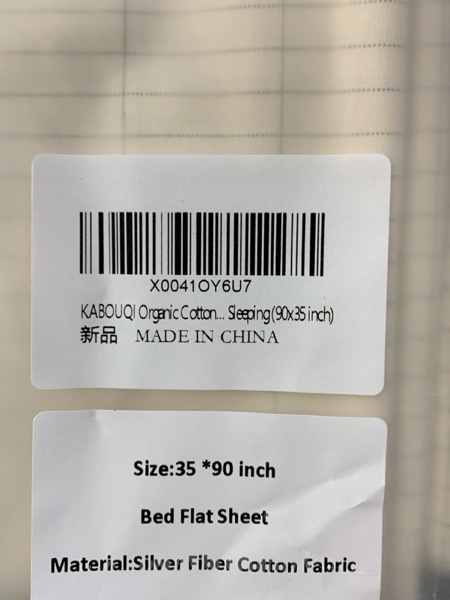 X0041OY6U7
KABOUQI Organic Cotton... Sleeping (90x35 inch)
新品 MADE IN CHINA
Size:35 *90 inch
Bed Flat Sheet
Material:Silver Fiber Cotton Fabric